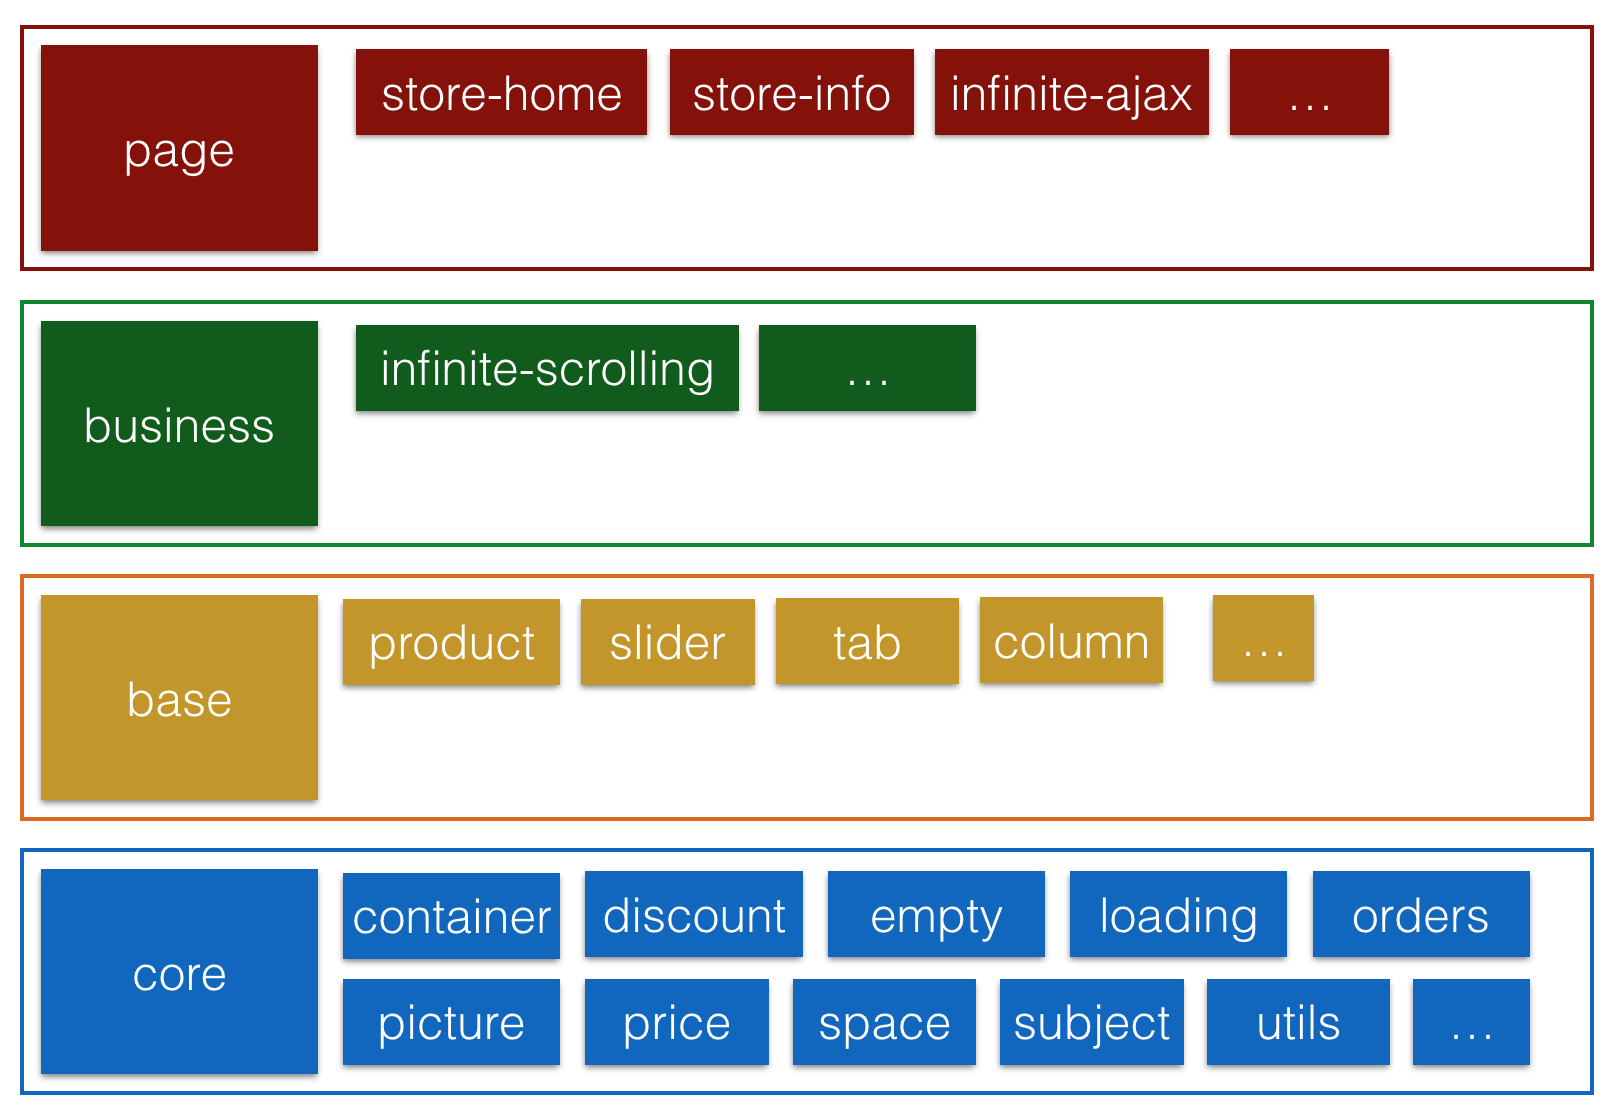 page
store-home
store-info
infinite-ajax
...
business
infinite-scrolling
...
base
product
slider
tab
column
...
core
container
discount
empty
loading
orders
picture
price
space
subject
utils
...